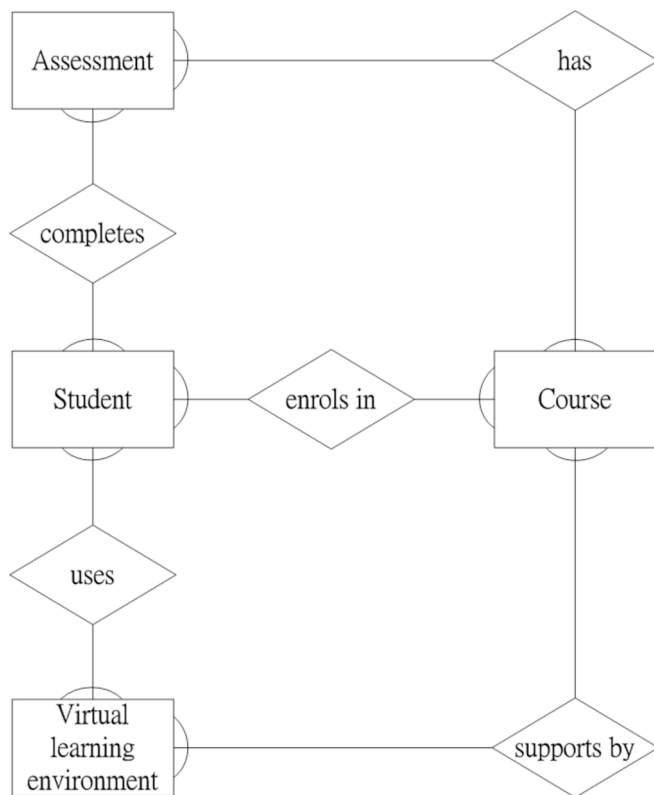 Assessment
has
completes
Student
enrols in
Course
uses
Virtual
learning
environment
supports by